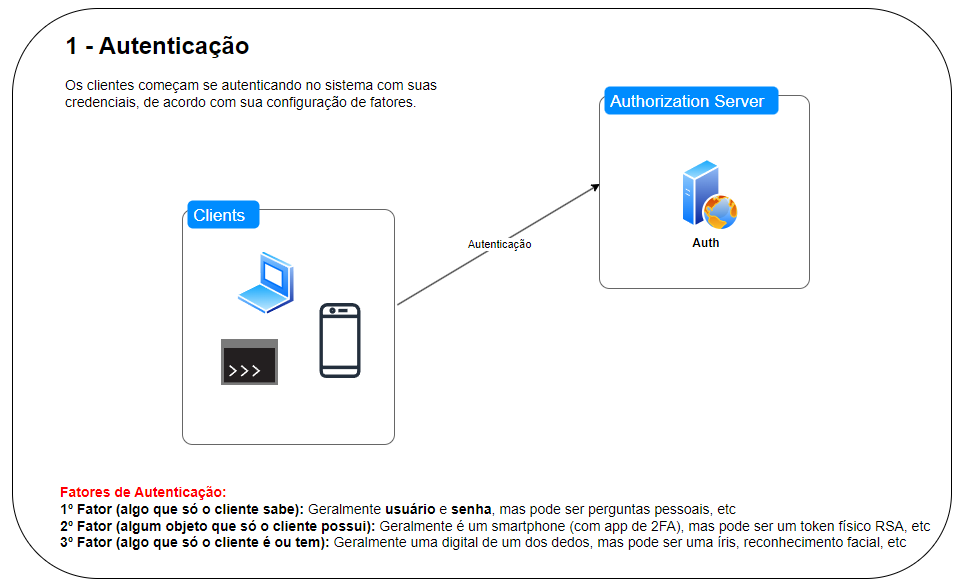 1 - Autenticação
Os clientes começam se autenticando no sistema com suas
credenciais, de acordo com sua configuração de fatores.
Authorization Server
Auth
Clients
Autenticação
>>>
Fatores de Autenticação:
1º Fator (algo que só o cliente sabe): Geralmente usuário e senha, mas pode ser perguntas pessoais, etc
2º Fator (algum objeto que só o cliente possui): Geralmente é um smartphone (com app de 2FA), mas pode ser um token físico RSA, etc
3º Fator (algo que só o cliente é ou tem): Geralmente uma digital de um dos dedos, mas pode ser uma íris, reconhecimento facial, etc